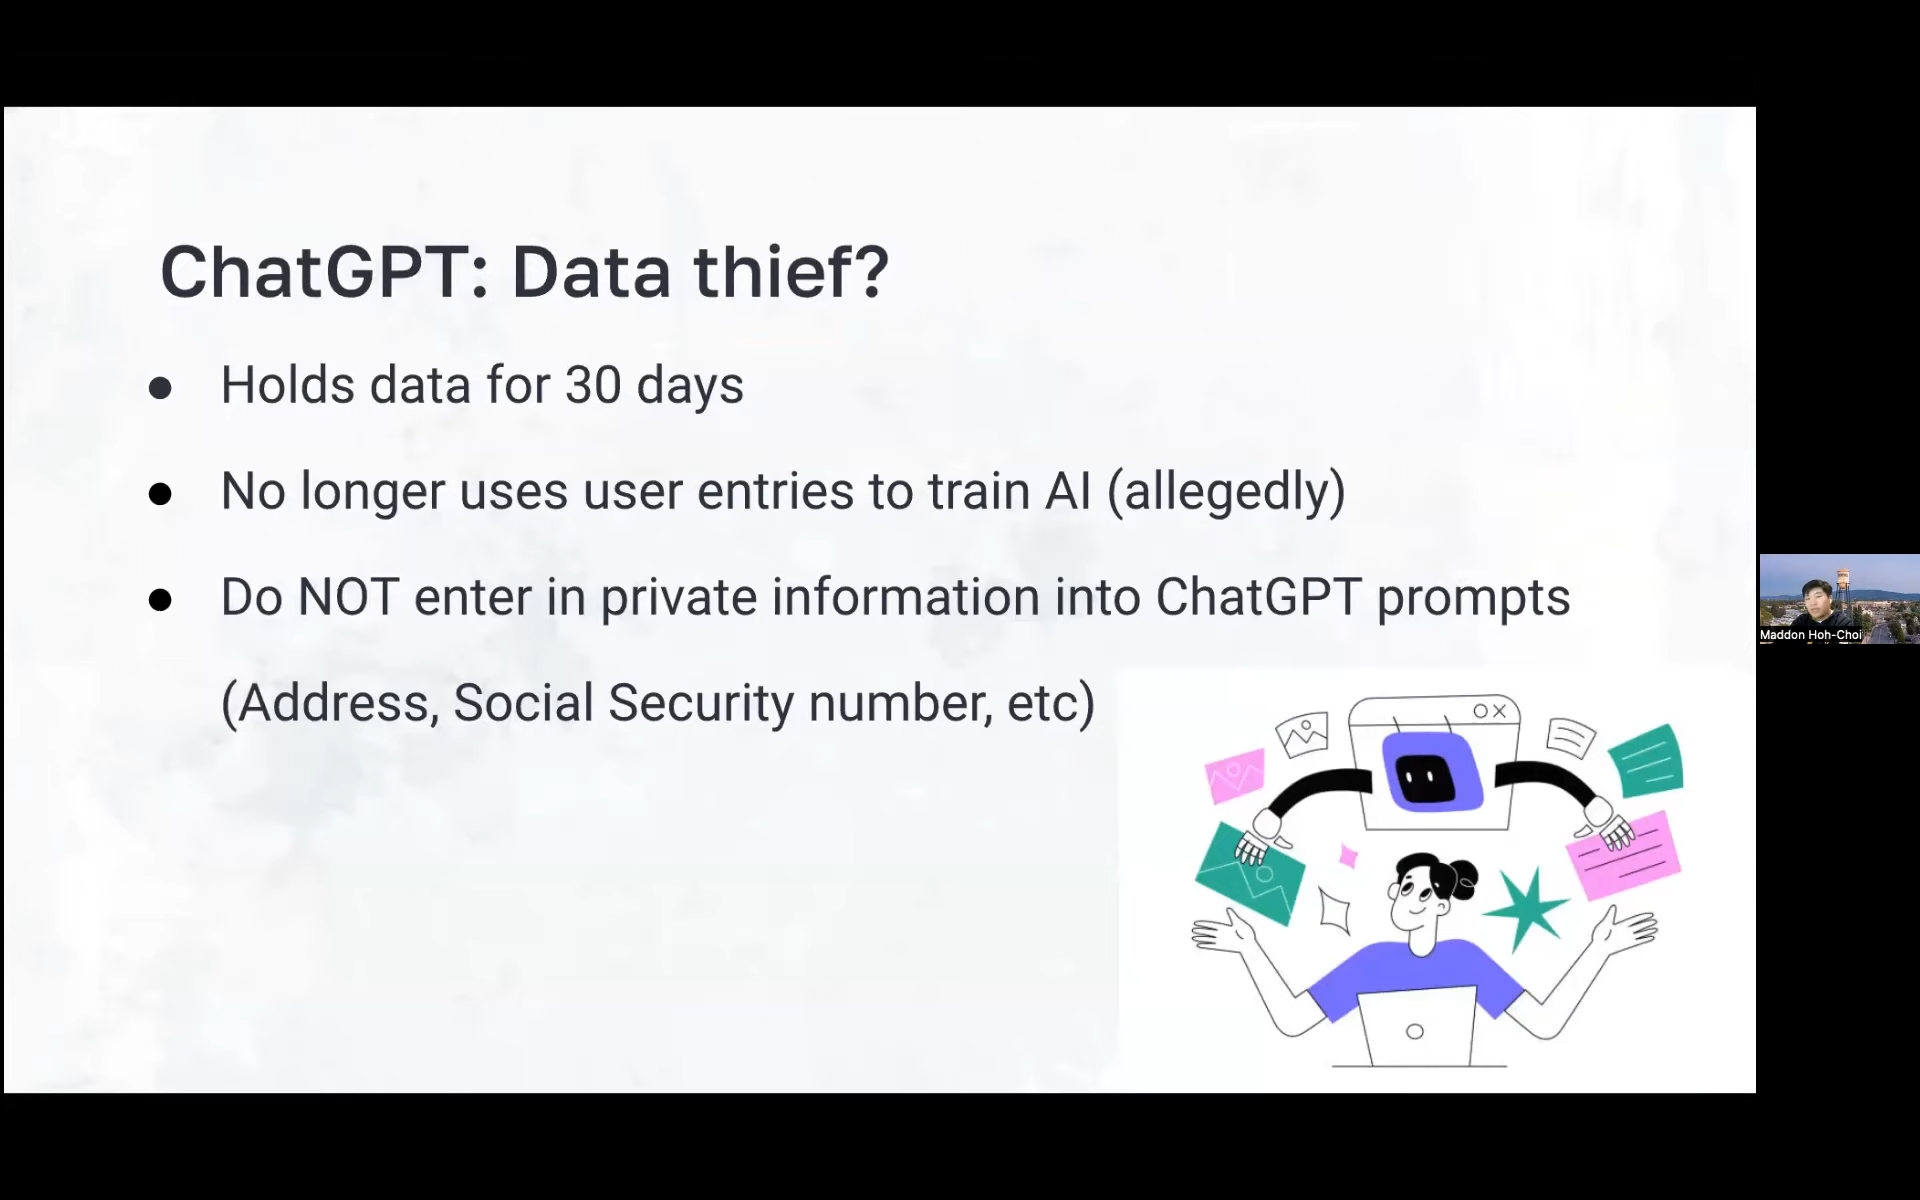 ChatGPT: Data thief?
● Holds data for 30 days
● No longer uses user entries to train AI (allegedly)
● Do NOT enter in private information into ChatGPT prompts
(Address, Social Security number, etc)
Maddon Hoh-Choi